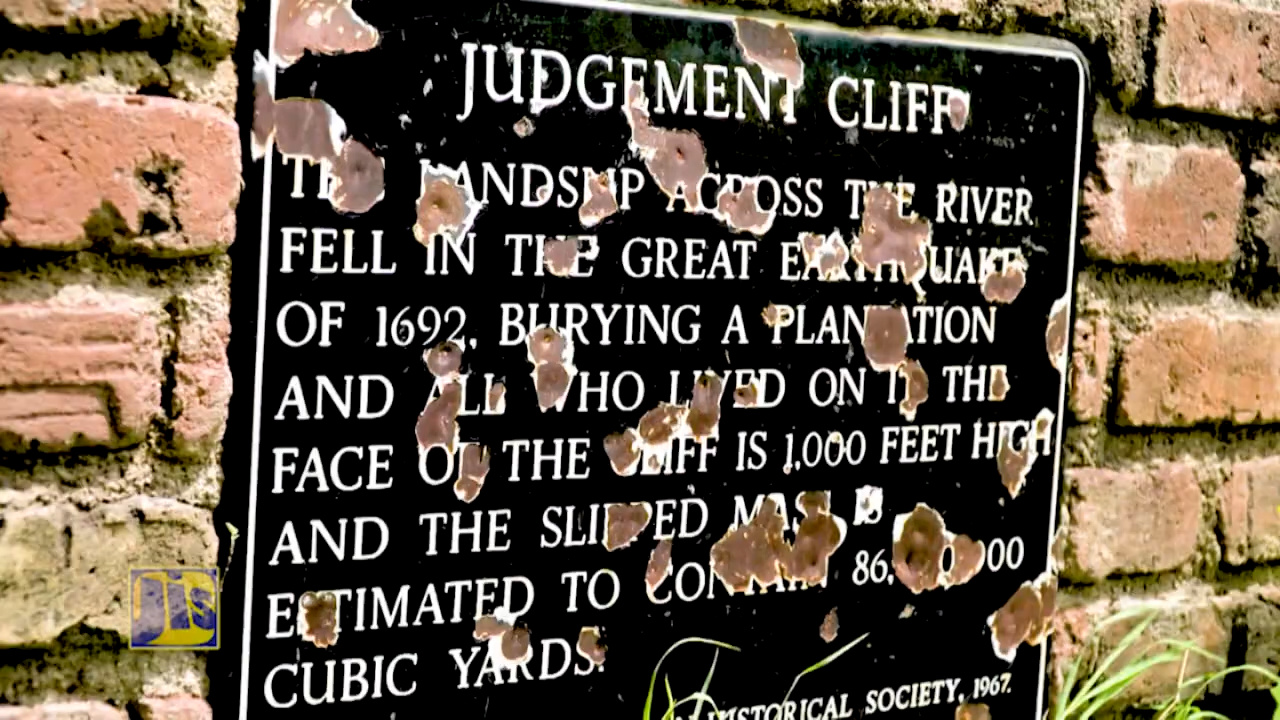 JUDGEMENT CLIFF
THE LANDSLIP ACROSS THE RIVER
FELL IN THE GREAT EARTHQUAKE
OF 1692, BURYING A PLANTATION
AND ALL WHO LIVED ON IT. THE
FACE OF THE CLIFF IS 1,000 FEET HIGH
AND THE SLIPPED MASS IS
ESTIMATED TO CONTAIN
CUBIC YARDS.
HISTORICAL SOCIETY, 1967.
JIS